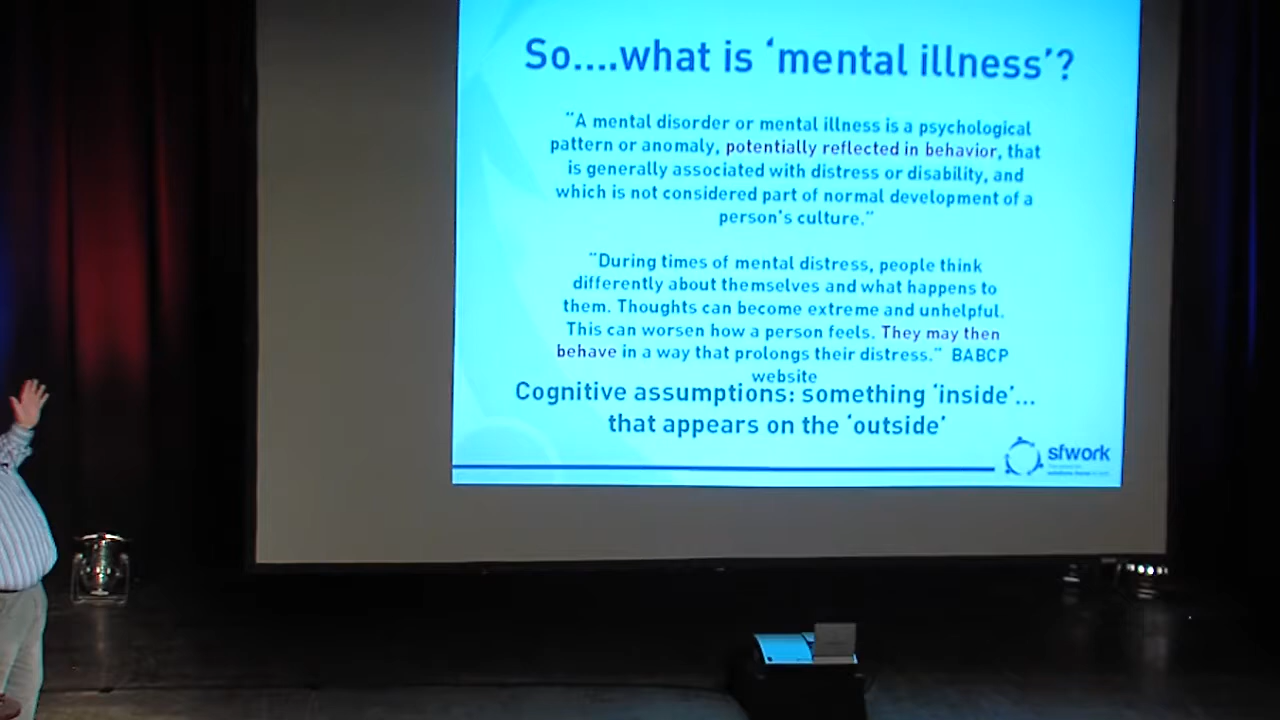 So....what is 'mental illness'?
"A mental disorder or mental illness is a psychological
pattern or anomaly, potentially reflected in behavior, that
is generally associated with distress or disability, and
which is not considered part of normal development of a
person's culture."
"During times of mental distress, people think
differently about themselves and what happens to
them. Thoughts can become extreme and unhelpful.
This can worsen how a person feels. They may then
behave in a way that prolongs their distress." BABCP
website
Cognitive assumptions: something 'inside'...
that appears on the 'outside'
sfwork